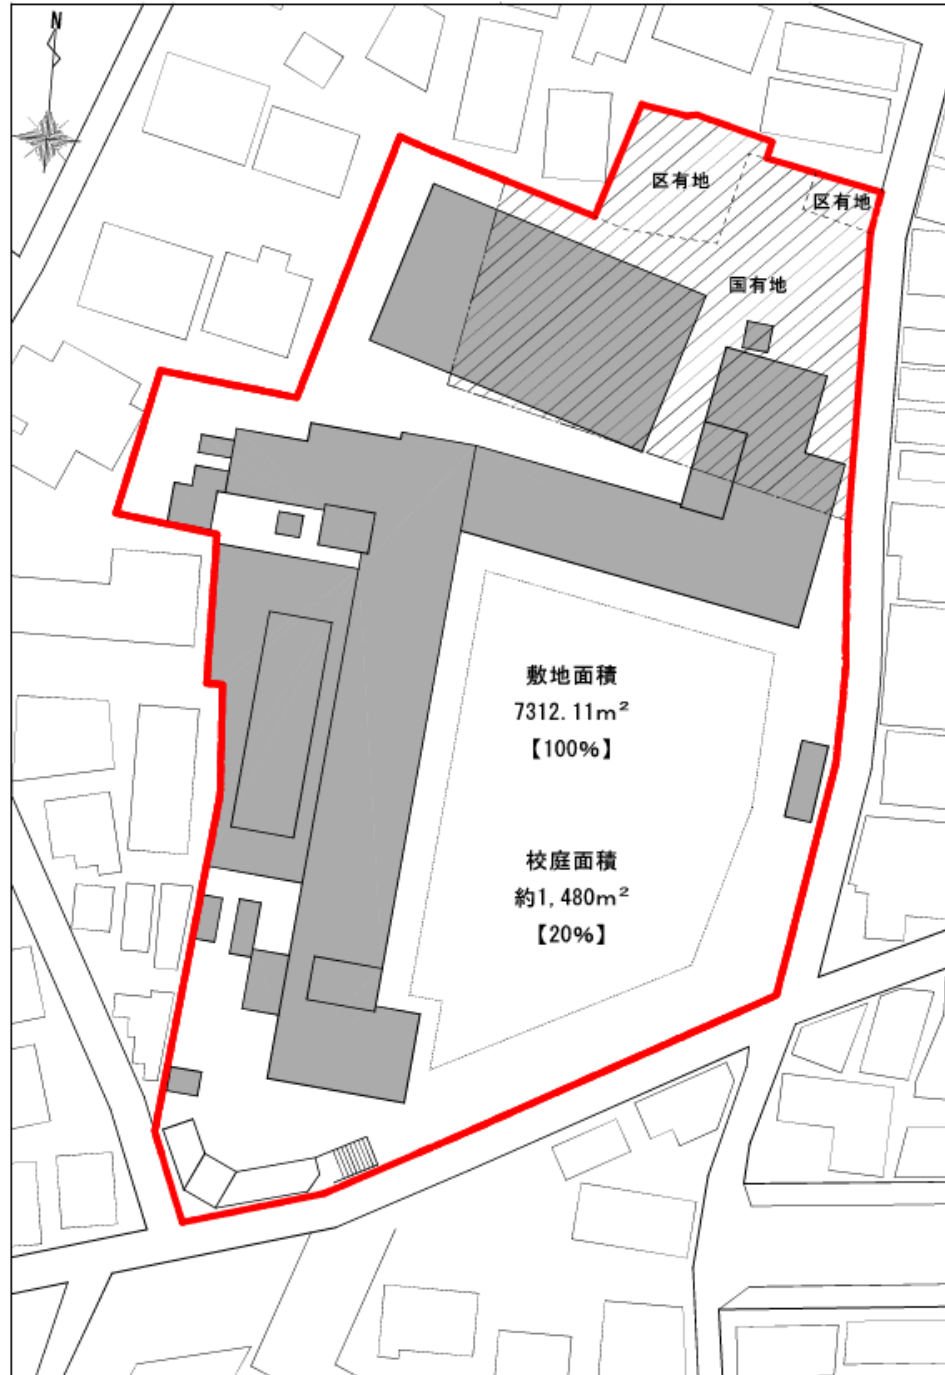 N
区有地
区有地
国有地
敷地面積
7312.11m²
【100%】
校庭面積
約1,480m²
【20%】